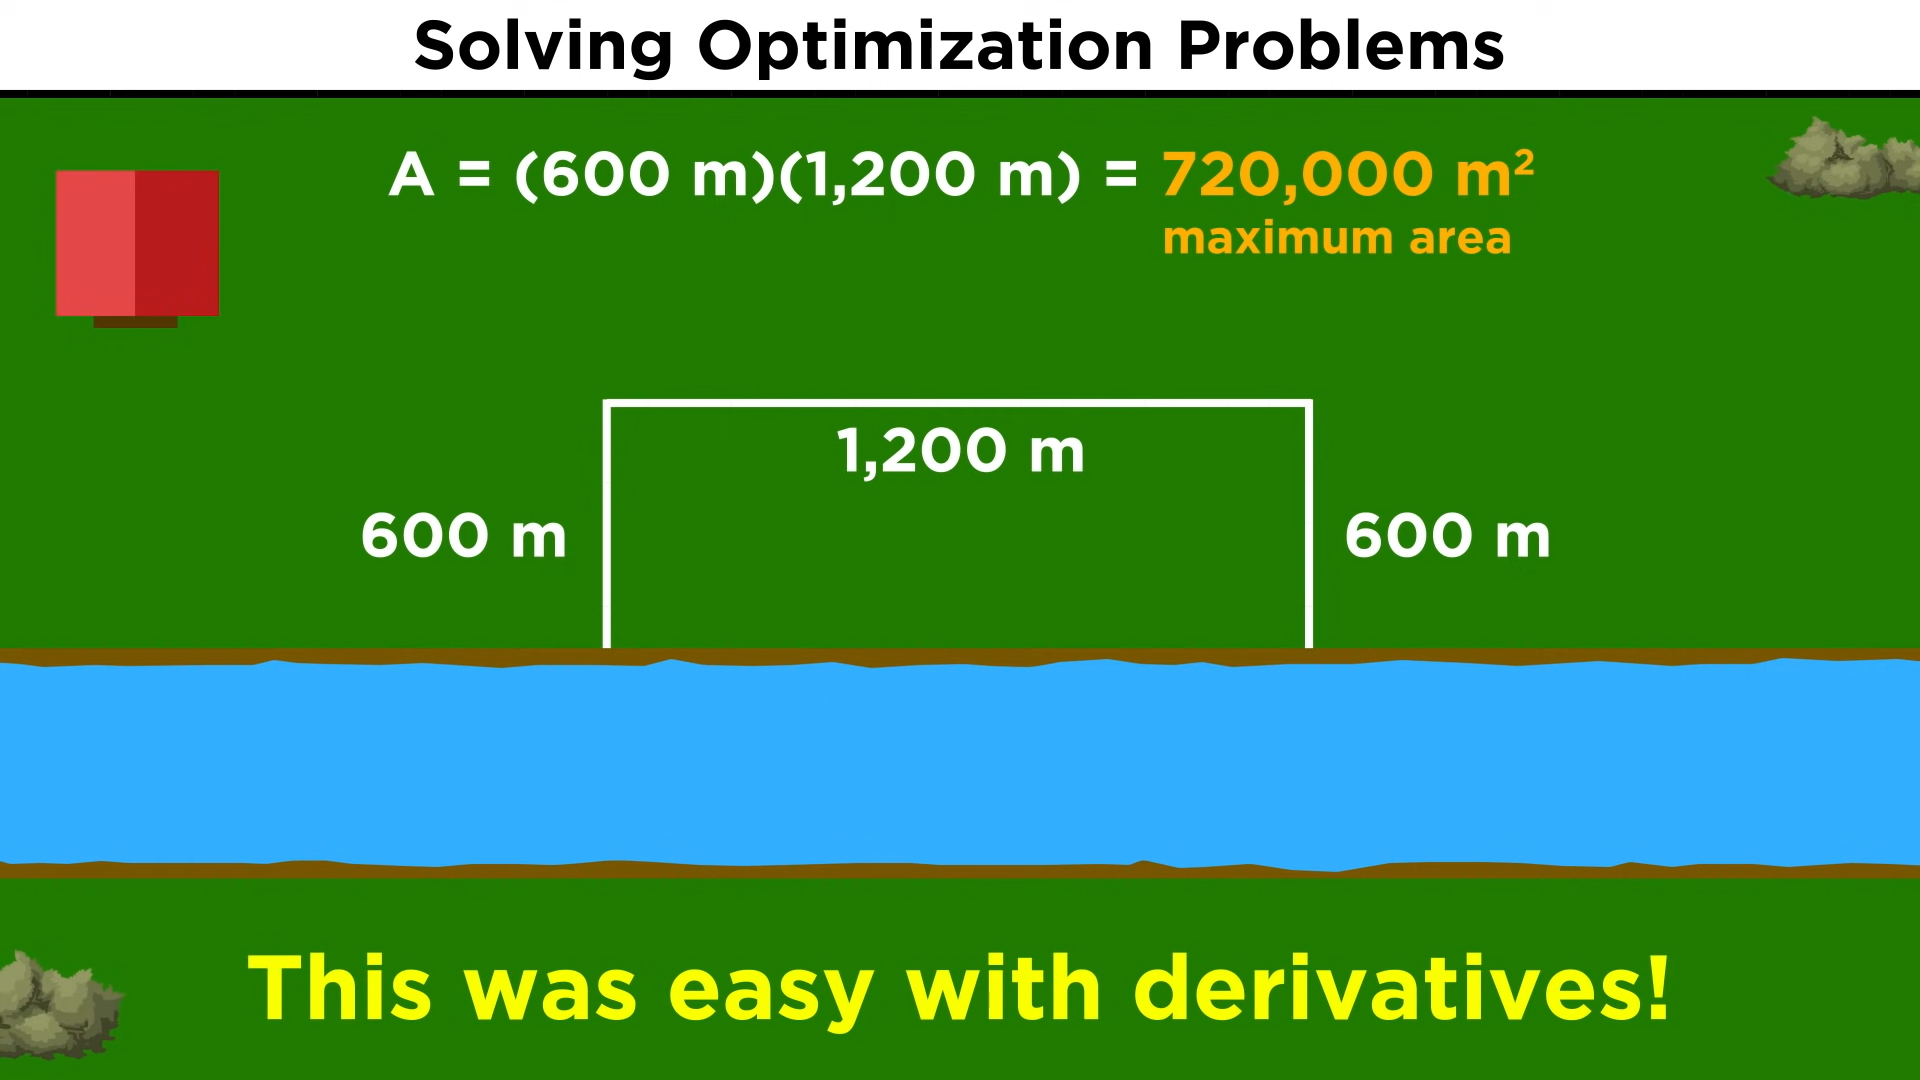 Solving Optimization Problems
A = (600 m)(1,200 m) = 720,000 m²
maximum area
1,200 m
600 m
600 m
This was easy with derivatives!